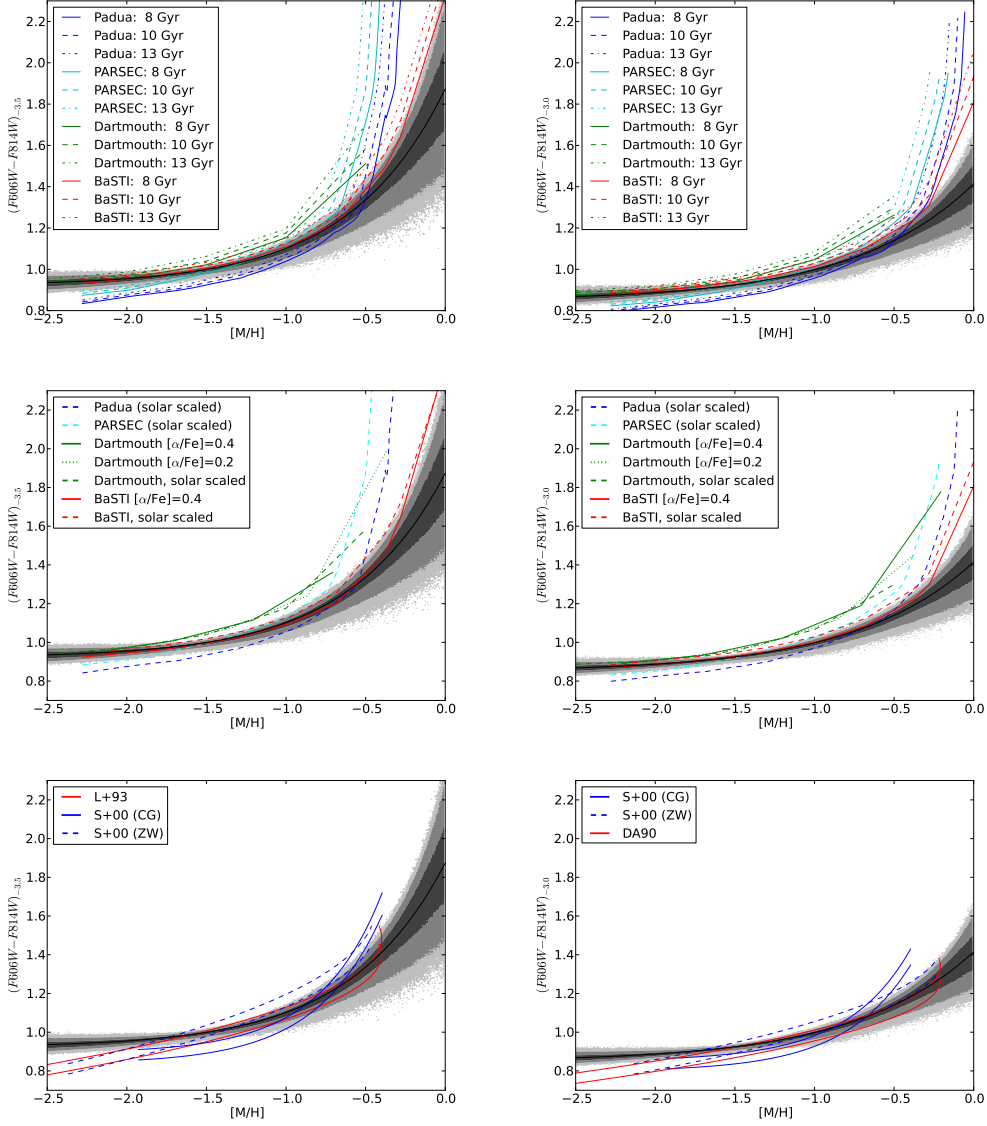 Padua: 8 Gyr
Padua: 10 Gyr
Padua: 13 Gyr
PARSEC: 8 Gyr
PARSEC: 10 Gyr
PARSEC: 13 Gyr
Dartmouth: 8 Gyr
Dartmouth: 10 Gyr
Dartmouth: 13 Gyr
BaSTI: 8 Gyr
BaSTI: 10 Gyr
BaSTI: 13 Gyr
2.2
2.0
1.8
1.6
1.4
1.2
1.0
0.8
(F606W−F814W)₋₃.₅
−2.5 −2.0 −1.5 −1.0 −0.5 0.0
[M/H]
Padua: 8 Gyr
Padua: 10 Gyr
Padua: 13 Gyr
PARSEC: 8 Gyr
PARSEC: 10 Gyr
PARSEC: 13 Gyr
Dartmouth: 8 Gyr
Dartmouth: 10 Gyr
Dartmouth: 13 Gyr
BaSTI: 8 Gyr
BaSTI: 10 Gyr
BaSTI: 13 Gyr
2.2
2.0
1.8
1.6
1.4
1.2
1.0
0.8
(F606W−F814W)₋₃.₀
−2.5 −2.0 −1.5 −1.0 −0.5 0.0
[M/H]
Padua (solar scaled)
PARSEC (solar scaled)
Dartmouth [α/Fe]=0.4
Dartmouth [α/Fe]=0.2
Dartmouth, solar scaled
BaSTI [α/Fe]=0.4
BaSTI, solar scaled
2.2
2.0
1.8
1.6
1.4
1.2
1.0
0.8
(F606W−F814W)₋₃.₅
−2.5 −2.0 −1.5 −1.0 −0.5 0.0
[M/H]
Padua (solar scaled)
PARSEC (solar scaled)
Dartmouth [α/Fe]=0.4
Dartmouth [α/Fe]=0.2
Dartmouth, solar scaled
BaSTI [α/Fe]=0.4
BaSTI, solar scaled
2.2
2.0
1.8
1.6
1.4
1.2
1.0
0.8
(F606W−F814W)₋₃.₀
−2.5 −2.0 −1.5 −1.0 −0.5 0.0
[M/H]
L+93
S+00 (CG)
S+00 (ZW)
2.2
2.0
1.8
1.6
1.4
1.2
1.0
0.8
(F606W−F814W)₋₃.₅
−2.5 −2.0 −1.5 −1.0 −0.5 0.0
[M/H]
S+00 (CG)
S+00 (ZW)
DA90
2.2
2.0
1.8
1.6
1.4
1.2
1.0
0.8
(F606W−F814W)₋₃.₀
−2.5 −2.0 −1.5 −1.0 −0.5 0.0
[M/H]